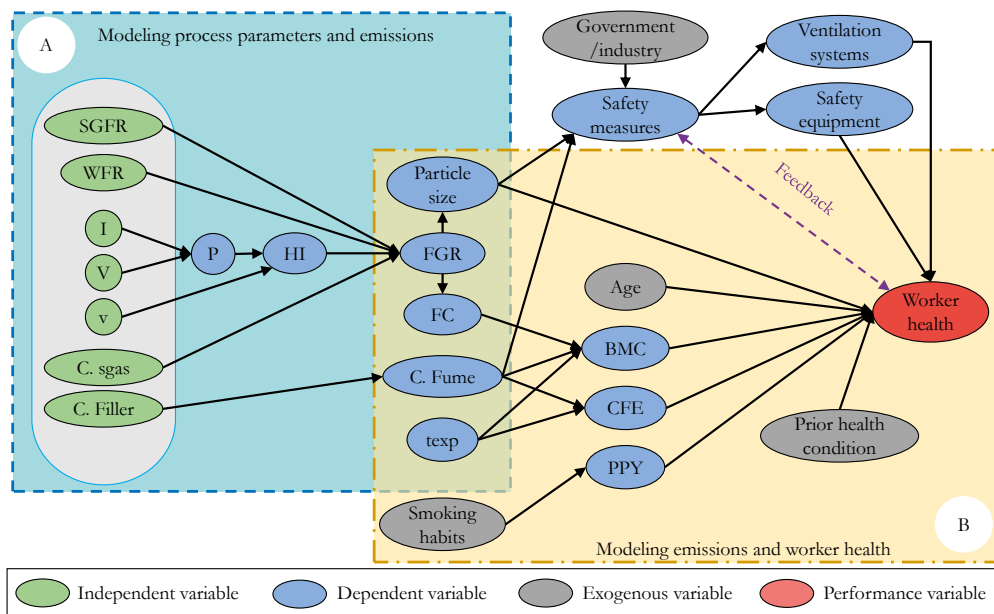 A
Modeling process parameters and emissions
SGFR
WFR
I
V
v
P
HI
C. sgas
C. Filler
Government
/industry
Safety
measures
Ventilation
systems
Safety
equipment
Particle
size
FGR
FC
C. Fume
texp
Feedback
Age
BMC
CFE
PPY
Smoking
habits
Worker
health
Prior health
condition
B
Modeling emissions and worker health
Independent variable
Dependent variable
Exogenous variable
Performance variable